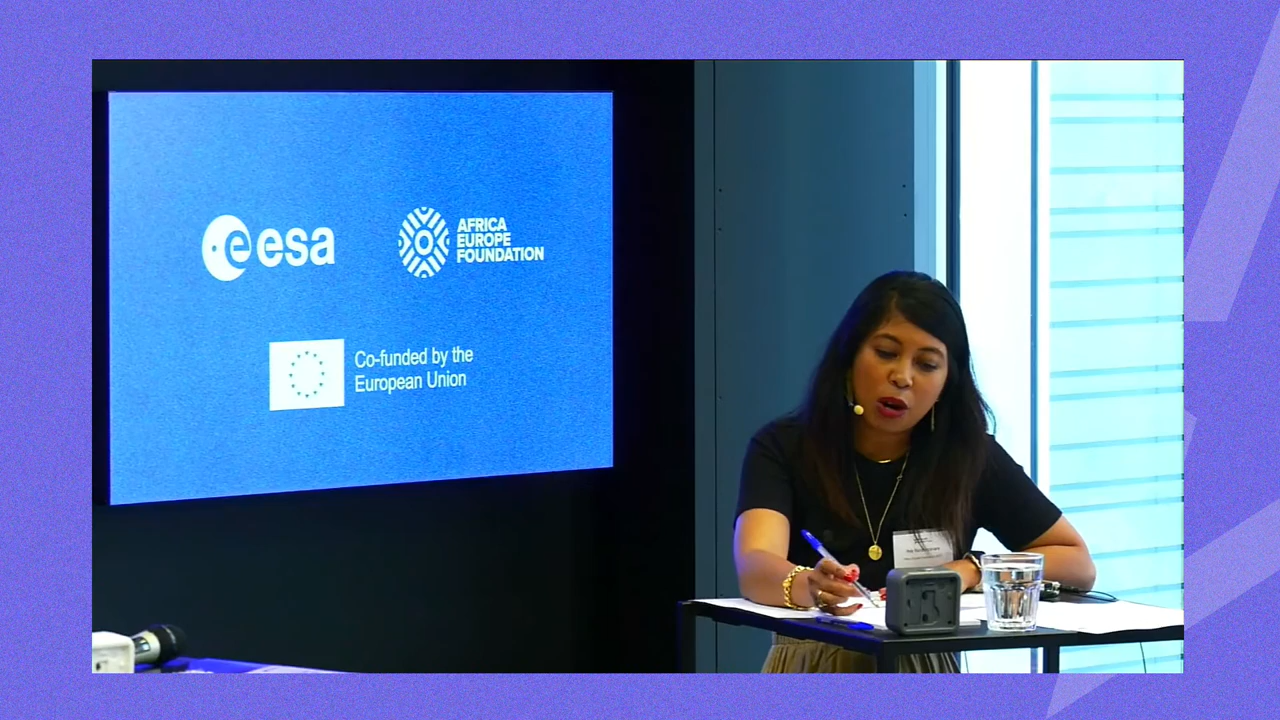 esa
AFRICA
EUROPE
FOUNDATION
Co-funded by the
European Union